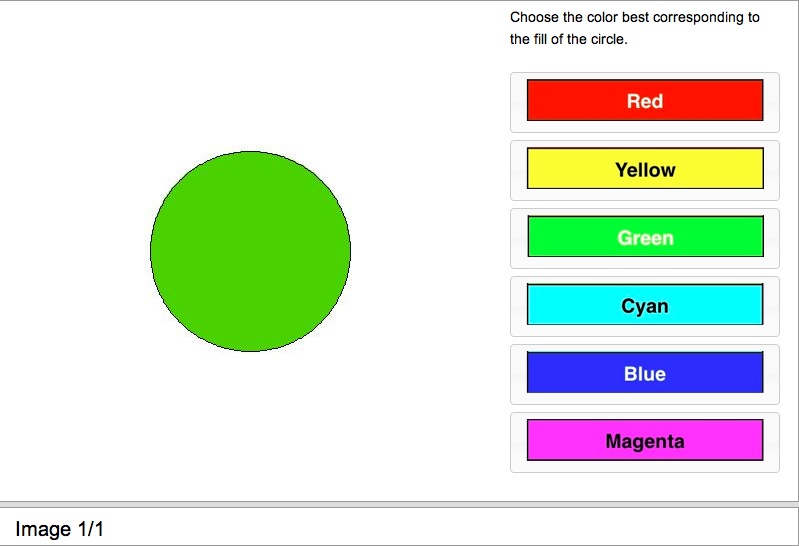 Choose the color best corresponding to
the fill of the circle.
Red
Yellow
Green
Cyan
Blue
Magenta
Image 1/1